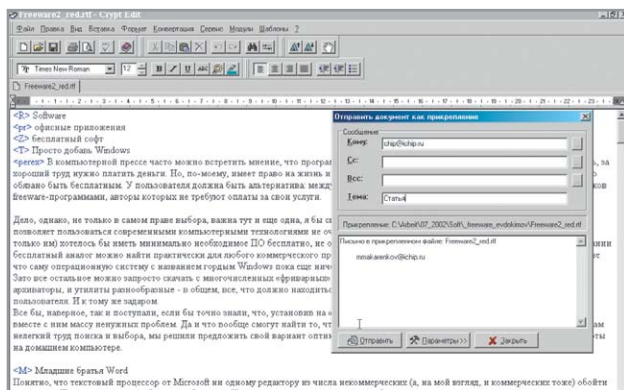 Freeware2_red.rtf - Crypt Edit
Файл Правка Вид Вставка Формат Конвертация Сервис Модули Шаблоны ?
Times New Roman 12
Freeware2_red.rtf
<R> Software
<pr> офисные приложения
<Z> бесплатный софт
<T> Просто добавь Windows
<perex> В компьютерной прессе часто можно встретить мнение, что програ
хороший труд нужно платить деньги. Но, по-моему, имеет право на жизнь и
обязано быть бесплатным. У пользователя должна быть альтернатива: между
freeware-программами, авторы которых не требуют оплаты за свои услуги.
Дело, однако, не только в самом праве выбора, важна тут и еще одна, я бы с
позволяет пользоваться современными компьютерными технологиями не оч
только им) хотелось бы иметь минимально необходимое ПО бесплатно, не о
бесплатный аналог можно найти практически для любого коммерческого пр
что саму операционную систему с названием гордым Windows пока еще ниче
Зато все остальное можно запросто скачать с многочисленных «фриварных»
архиваторы, и утилиты разнообразные - в общем, все, что должно находитьс
пользователя. И к тому же задаром.
Все бы, наверное, так и поступали, если бы точно знали, что, установив на
вместе с ним массу ненужных проблем. Да и что вообще смогут найти то, чт
нелегкий труд поиска и выбора, мы решили предложить свой вариант опти
на домашнем компьютере.
<M> Младшие братья Word
Понятно, что текстовый процессор от Microsoft ни одному редактору из числа некоммерческих (а, на мой взгляд, и коммерческих тоже) обойти
Отправить документ как прикрепление
Сообщение
Кому: chip@ichip.ru
Cc:
Bcc:
Тема: Статья
Прикрепление: C:\Arbeit\07_2002\Soft\_freeware_evdokimov\Freeware2_red.rtf
Письмо в прикрепленном файле: Freeware2_red.rtf
mmakarenkov@ichip.ru
Отправить Параметры >> Закрыть